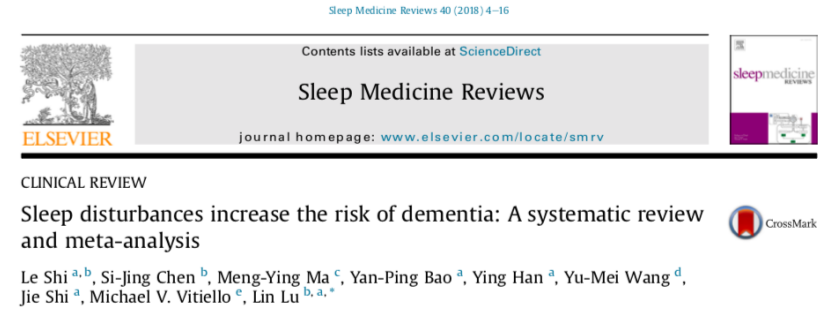 Sleep Medicine Reviews 40 (2018) 4–16
Contents lists available at ScienceDirect
Sleep Medicine Reviews
journal homepage: www.elsevier.com/locate/smrv
ELSEVIER
sleepmedicine
REVIEWS
CLINICAL REVIEW
Sleep disturbances increase the risk of dementia: A systematic review
and meta-analysis
CrossMark
Le Shi a, b, Si-Jing Chen b, Meng-Ying Ma c, Yan-Ping Bao a, Ying Han a, Yu-Mei Wang d,
Jie Shi a, Michael V. Vitiello e, Lin Lu b, a, *